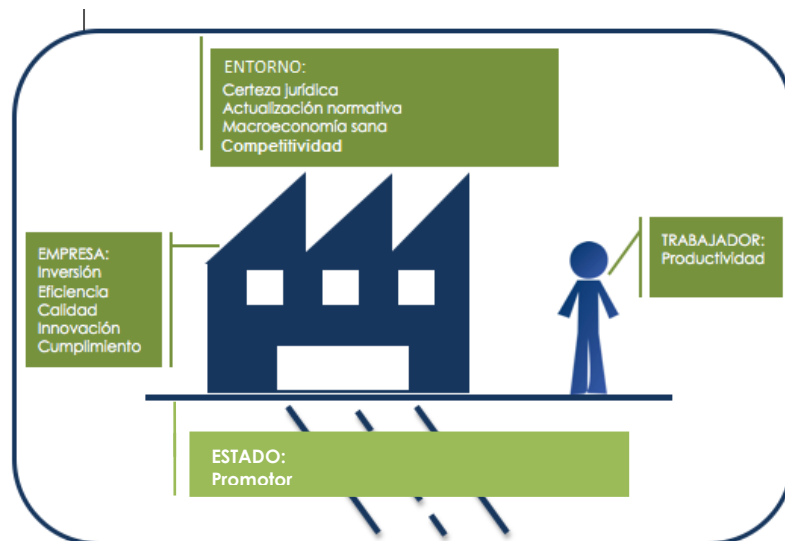 ENTORNO:
Certeza jurídica
Actualización normativa
Macroeconomía sana
Competitividad
EMPRESA:
Inversión
Eficiencia
Calidad
Innovación
Cumplimiento
TRABAJADOR:
Productividad
ESTADO:
Promotor